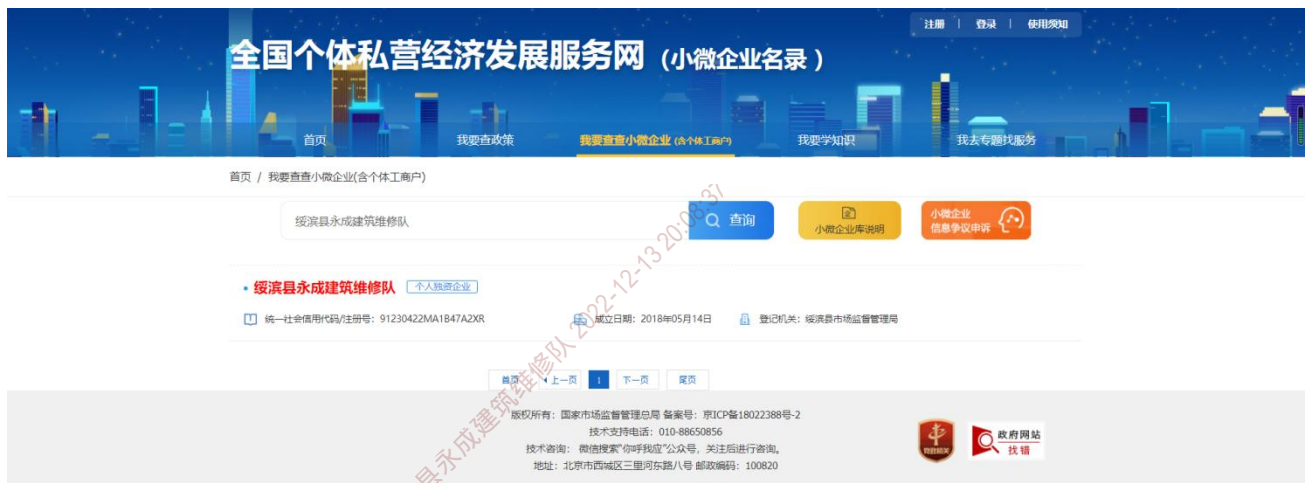 注册 | 登录 | 使用须知
全国个体私营经济发展服务网（小微企业名录）
首页 我要查政策 我要查查小微企业(含个体工商户) 我要学知识 我去专题找服务
首页 / 我要查查小微企业(含个体工商户)
绥滨县永成建筑维修队 查询 小微企业库说明
小微企业
信息争议申诉
• 绥滨县永成建筑维修队 个人独资企业
统一社会信用代码/注册号：91230422MA1B47A2XR 成立日期：2018年05月14日 登记机关：绥滨县市场监督管理局
首页 上一页 1 下一页 尾页
版权所有：国家市场监督管理总局 备案号：京ICP备18022388号-2
技术支持电话：010-88650856
技术咨询： 微信搜索"你呼我应"公众号，关注后进行咨询。
地址：北京市西城区三里河东路八号 邮政编码：100820
党政机关
政府网站
找错
县永成建筑维修队 2022-12-13 20:08:37